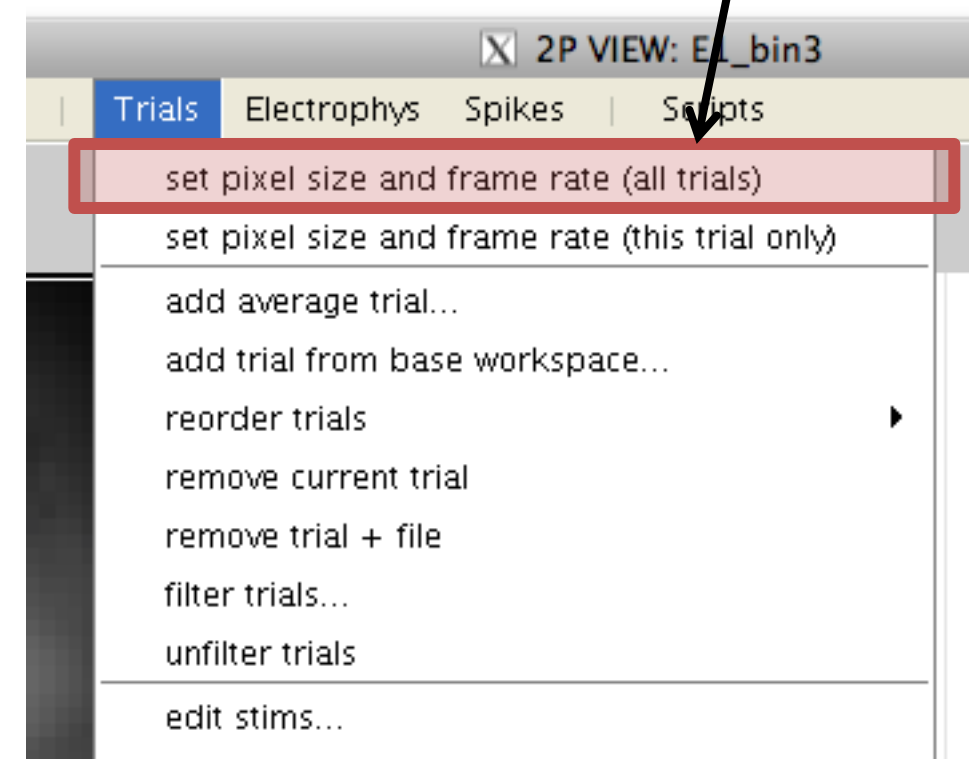 2P VIEW: E1_bin3
Trials Electrophys Spikes | Scripts
set pixel size and frame rate (all trials)
set pixel size and frame rate (this trial only)
add average trial...
add trial from base workspace...
reorder trials
remove current trial
remove trial + file
filter trials...
unfilter trials
edit stims...